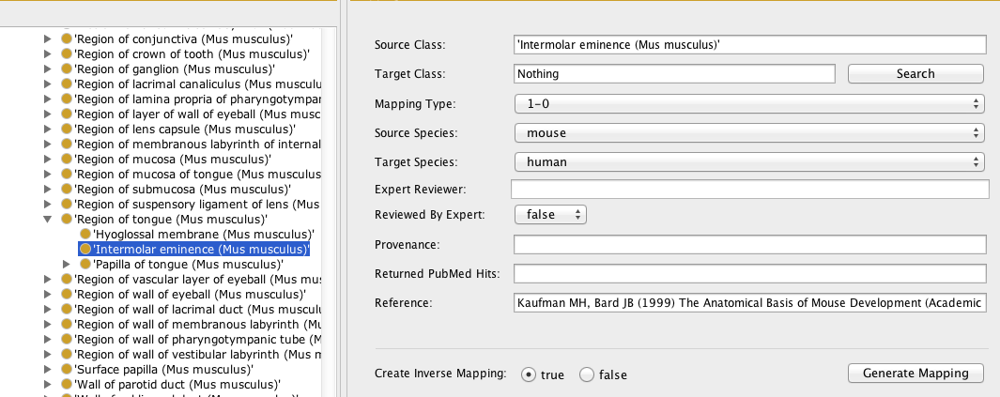 'Region of conjunctiva (Mus musculus)'
'Region of crown of tooth (Mus musculus)'
'Region of ganglion (Mus musculus)'
'Region of lacrimal canaliculus (Mus musculu
'Region of lamina propria of pharyngotympar
'Region of layer of wall of eyeball (Mus musc
'Region of lens capsule (Mus musculus)'
'Region of membranous labyrinth of internal
'Region of mucosa (Mus musculus)'
'Region of mucosa of tongue (Mus musculus
'Region of submucosa (Mus musculus)'
'Region of suspensory ligament of lens (Mus
'Region of tongue (Mus musculus)'
'Hyoglossal membrane (Mus musculus)'
'Intermolar eminence (Mus musculus)'
'Papilla of tongue (Mus musculus)'
'Region of vascular layer of eyeball (Mus mus
'Region of wall of eyeball (Mus musculus)'
'Region of wall of lacrimal duct (Mus musculu
'Region of wall of membranous labyrinth (Mu
'Region of wall of pharyngotympanic tube (M
'Region of wall of vestibular labyrinth (Mus m
'Surface papilla (Mus musculus)'
'Wall of parotid duct (Mus musculus)'
Source Class: 'Intermolar eminence (Mus musculus)'
Target Class: Nothing Search
Mapping Type: 1-0
Source Species: mouse
Target Species: human
Expert Reviewer:
Reviewed By Expert: false
Provenance:
Returned PubMed Hits:
Reference: Kaufman MH, Bard JB (1999) The Anatomical Basis of Mouse Development (Academic
Create Inverse Mapping: true false Generate Mapping